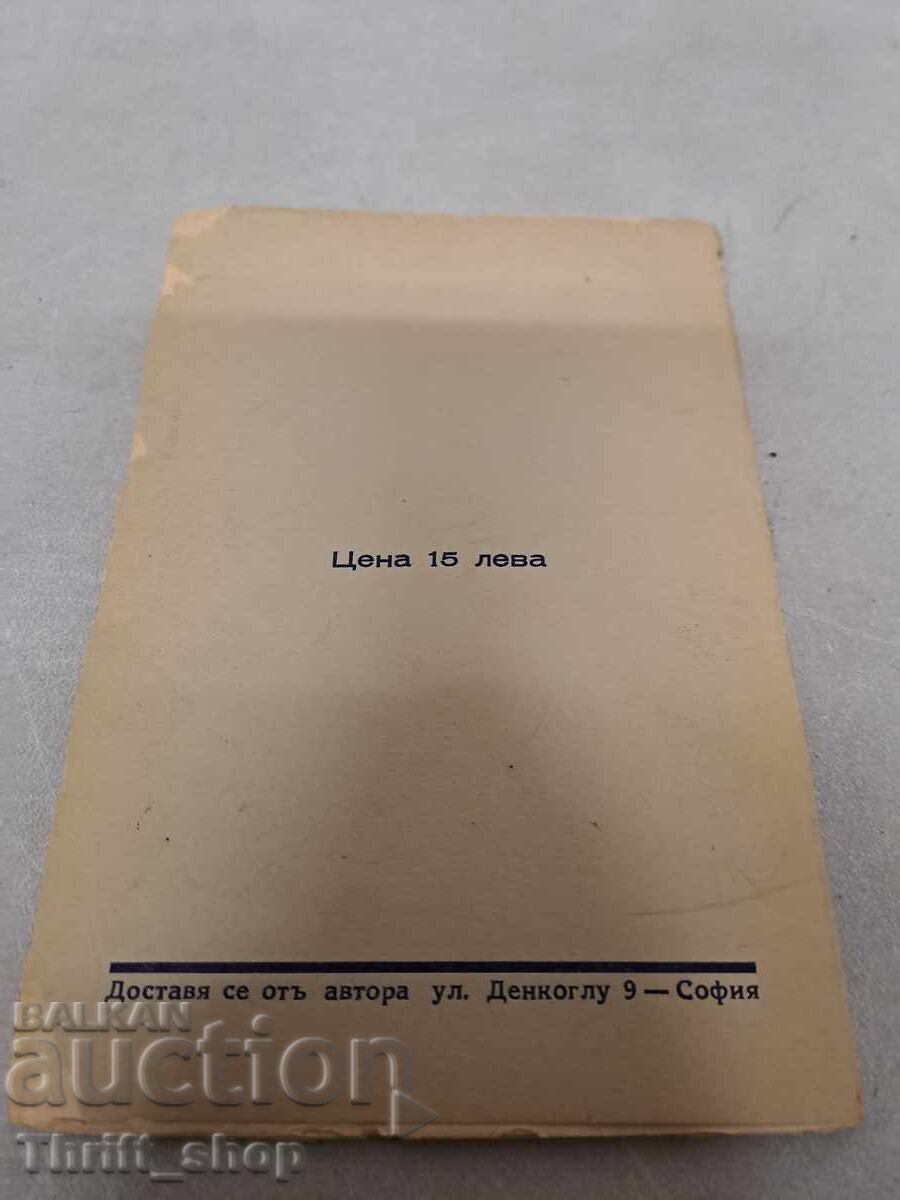 Цена 15 лева
Доставя се отъ автора ул. Денкоглу 9 — София
BALKAN
auction
Thrift_shop